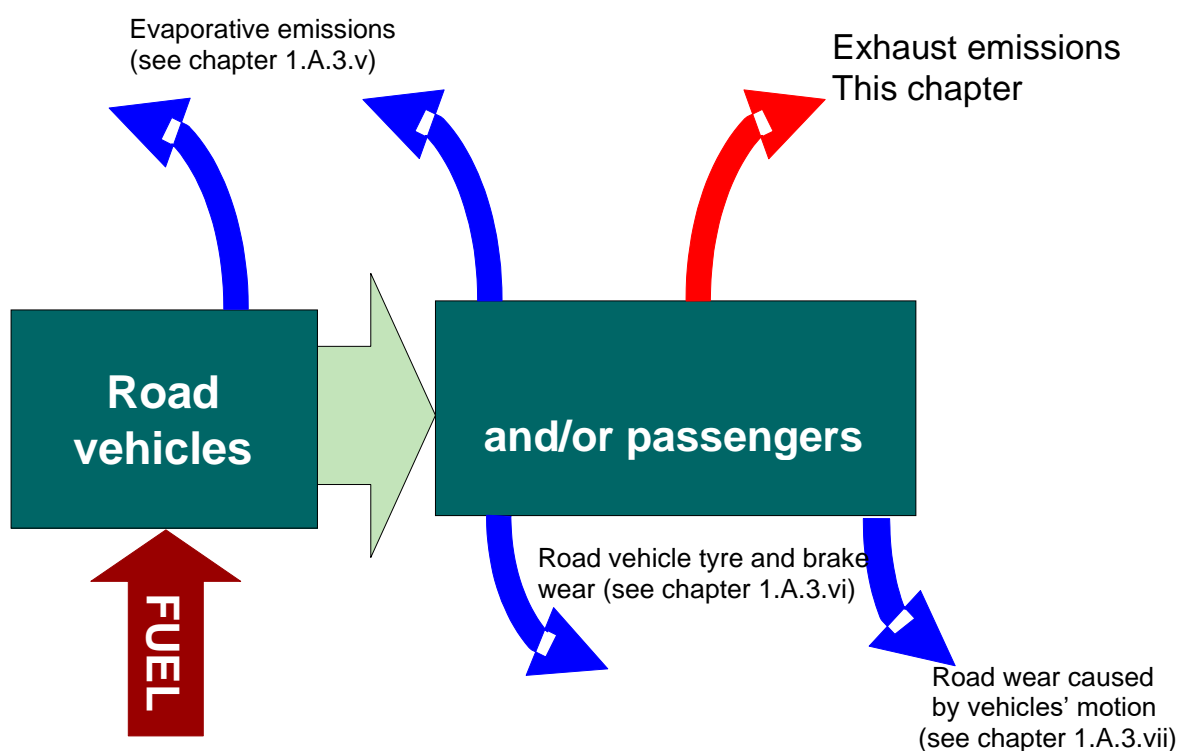 Evaporative emissions
(see chapter 1.A.3.v)
Exhaust emissions
This chapter
Road
vehicles
and/or passengers
Road vehicle tyre and brake
wear (see chapter 1.A.3.vi)
FUEL
Road wear caused
by vehicles’ motion
(see chapter 1.A.3.vii)